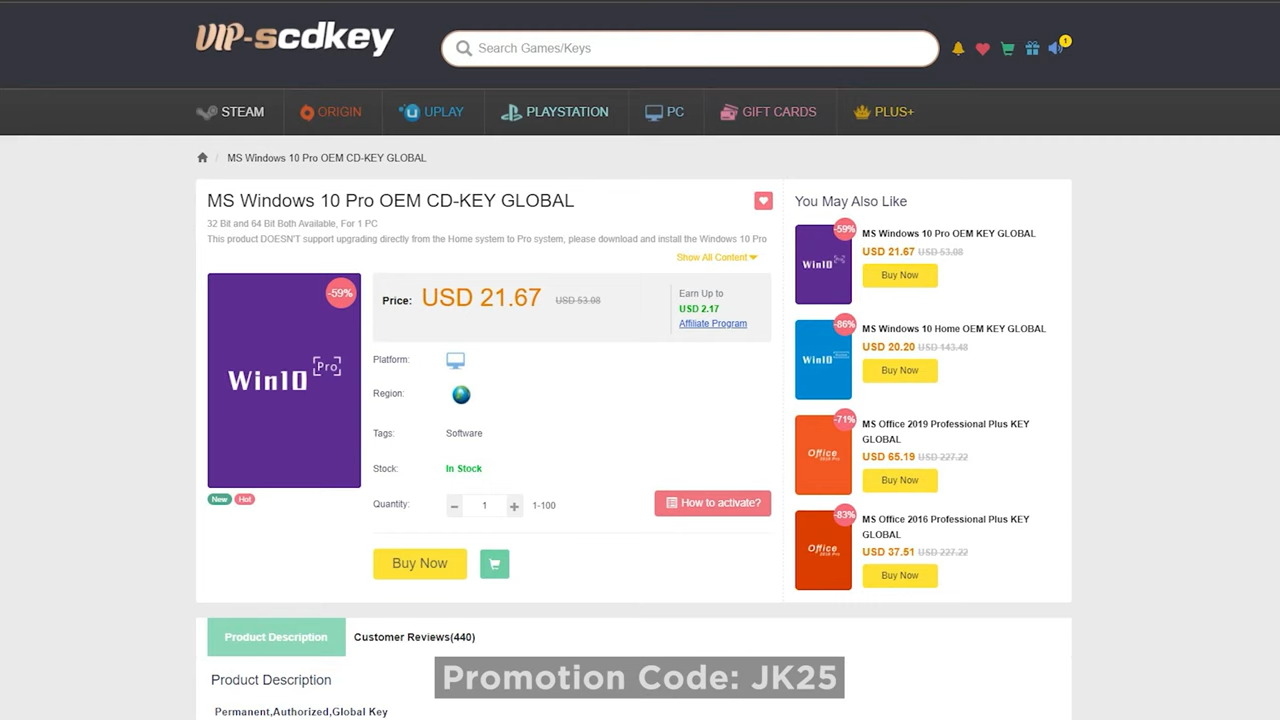 VIP-scdkey
Search Games/Keys
1
STEAM
ORIGIN
UPLAY
PLAYSTATION
PC
GIFT CARDS
PLUS+
/ MS Windows 10 Pro OEM CD-KEY GLOBAL
MS Windows 10 Pro OEM CD-KEY GLOBAL
32 Bit and 64 Bit Both Available, For 1 PC
This product DOESN'T support upgrading directly from the Home system to Pro system, please download and install the Windows 10 Pro
Show All Content
-59%
Win10 Pro
New Hot
Price: USD 21.67 USD 53.08
Earn Up to
USD 2.17
Affiliate Program
Platform:
Region:
Tags: Software
Stock: In Stock
Quantity: - 1 + 1-100
How to activate?
Buy Now
You May Also Like
-59%
Win10
MS Windows 10 Pro OEM KEY GLOBAL
USD 21.67 USD 53.08
Buy Now
-86%
Win10
MS Windows 10 Home OEM KEY GLOBAL
USD 20.20 USD 143.48
Buy Now
-71%
Office
MS Office 2019 Professional Plus KEY
GLOBAL
USD 65.19 USD 227.22
Buy Now
-83%
Office
MS Office 2016 Professional Plus KEY
GLOBAL
USD 37.51 USD 227.22
Buy Now
Product Description
Customer Reviews(440)
Product Description
Promotion Code: JK25
Permanent,Authorized,Global Key